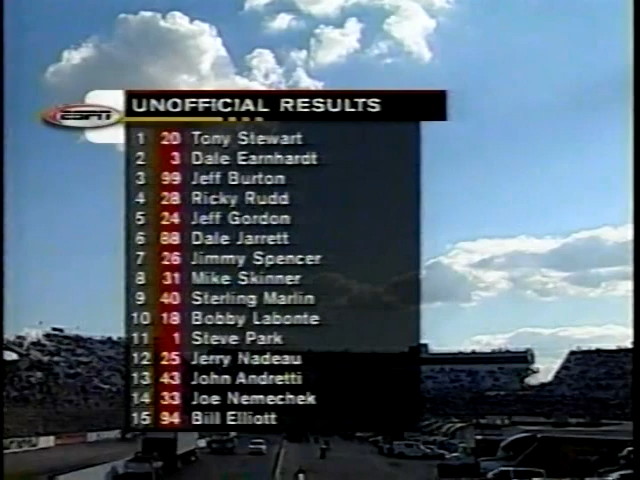 ESPN UNOFFICIAL RESULTS
1 20 Tony Stewart
2 3 Dale Earnhardt
3 99 Jeff Burton
4 28 Ricky Rudd
5 24 Jeff Gordon
6 88 Dale Jarrett
7 26 Jimmy Spencer
8 31 Mike Skinner
9 40 Sterling Marlin
10 18 Bobby Labonte
11 1 Steve Park
12 25 Jerry Nadeau
13 43 John Andretti
14 33 Joe Nemechek
15 94 Bill Elliott